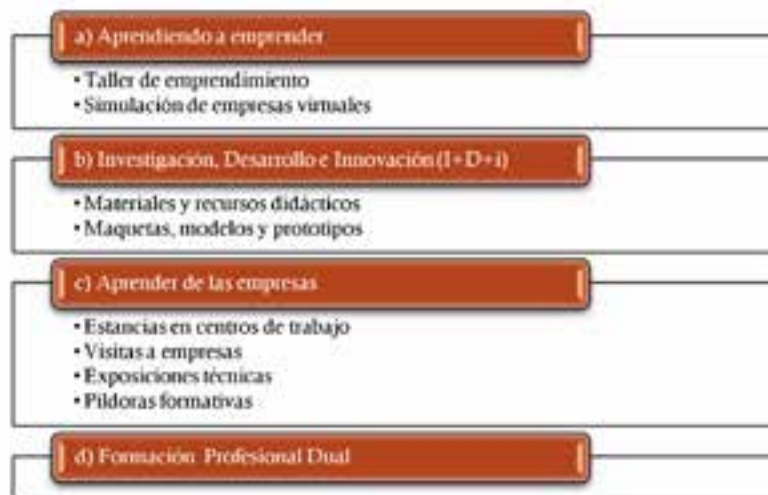 a) Aprendiendo a emprender
• Taller de emprendimiento
• Simulación de empresas virtuales
b) Investigación, Desarrollo e Innovación (I+D+i)
• Materiales y recursos didácticos
• Maquetas, modelos y prototipos
c) Aprender de las empresas
• Estancias en centros de trabajo
• Visitas a empresas
• Exposiciones técnicas
• Píldoras formativas
d) Formación Profesional Dual